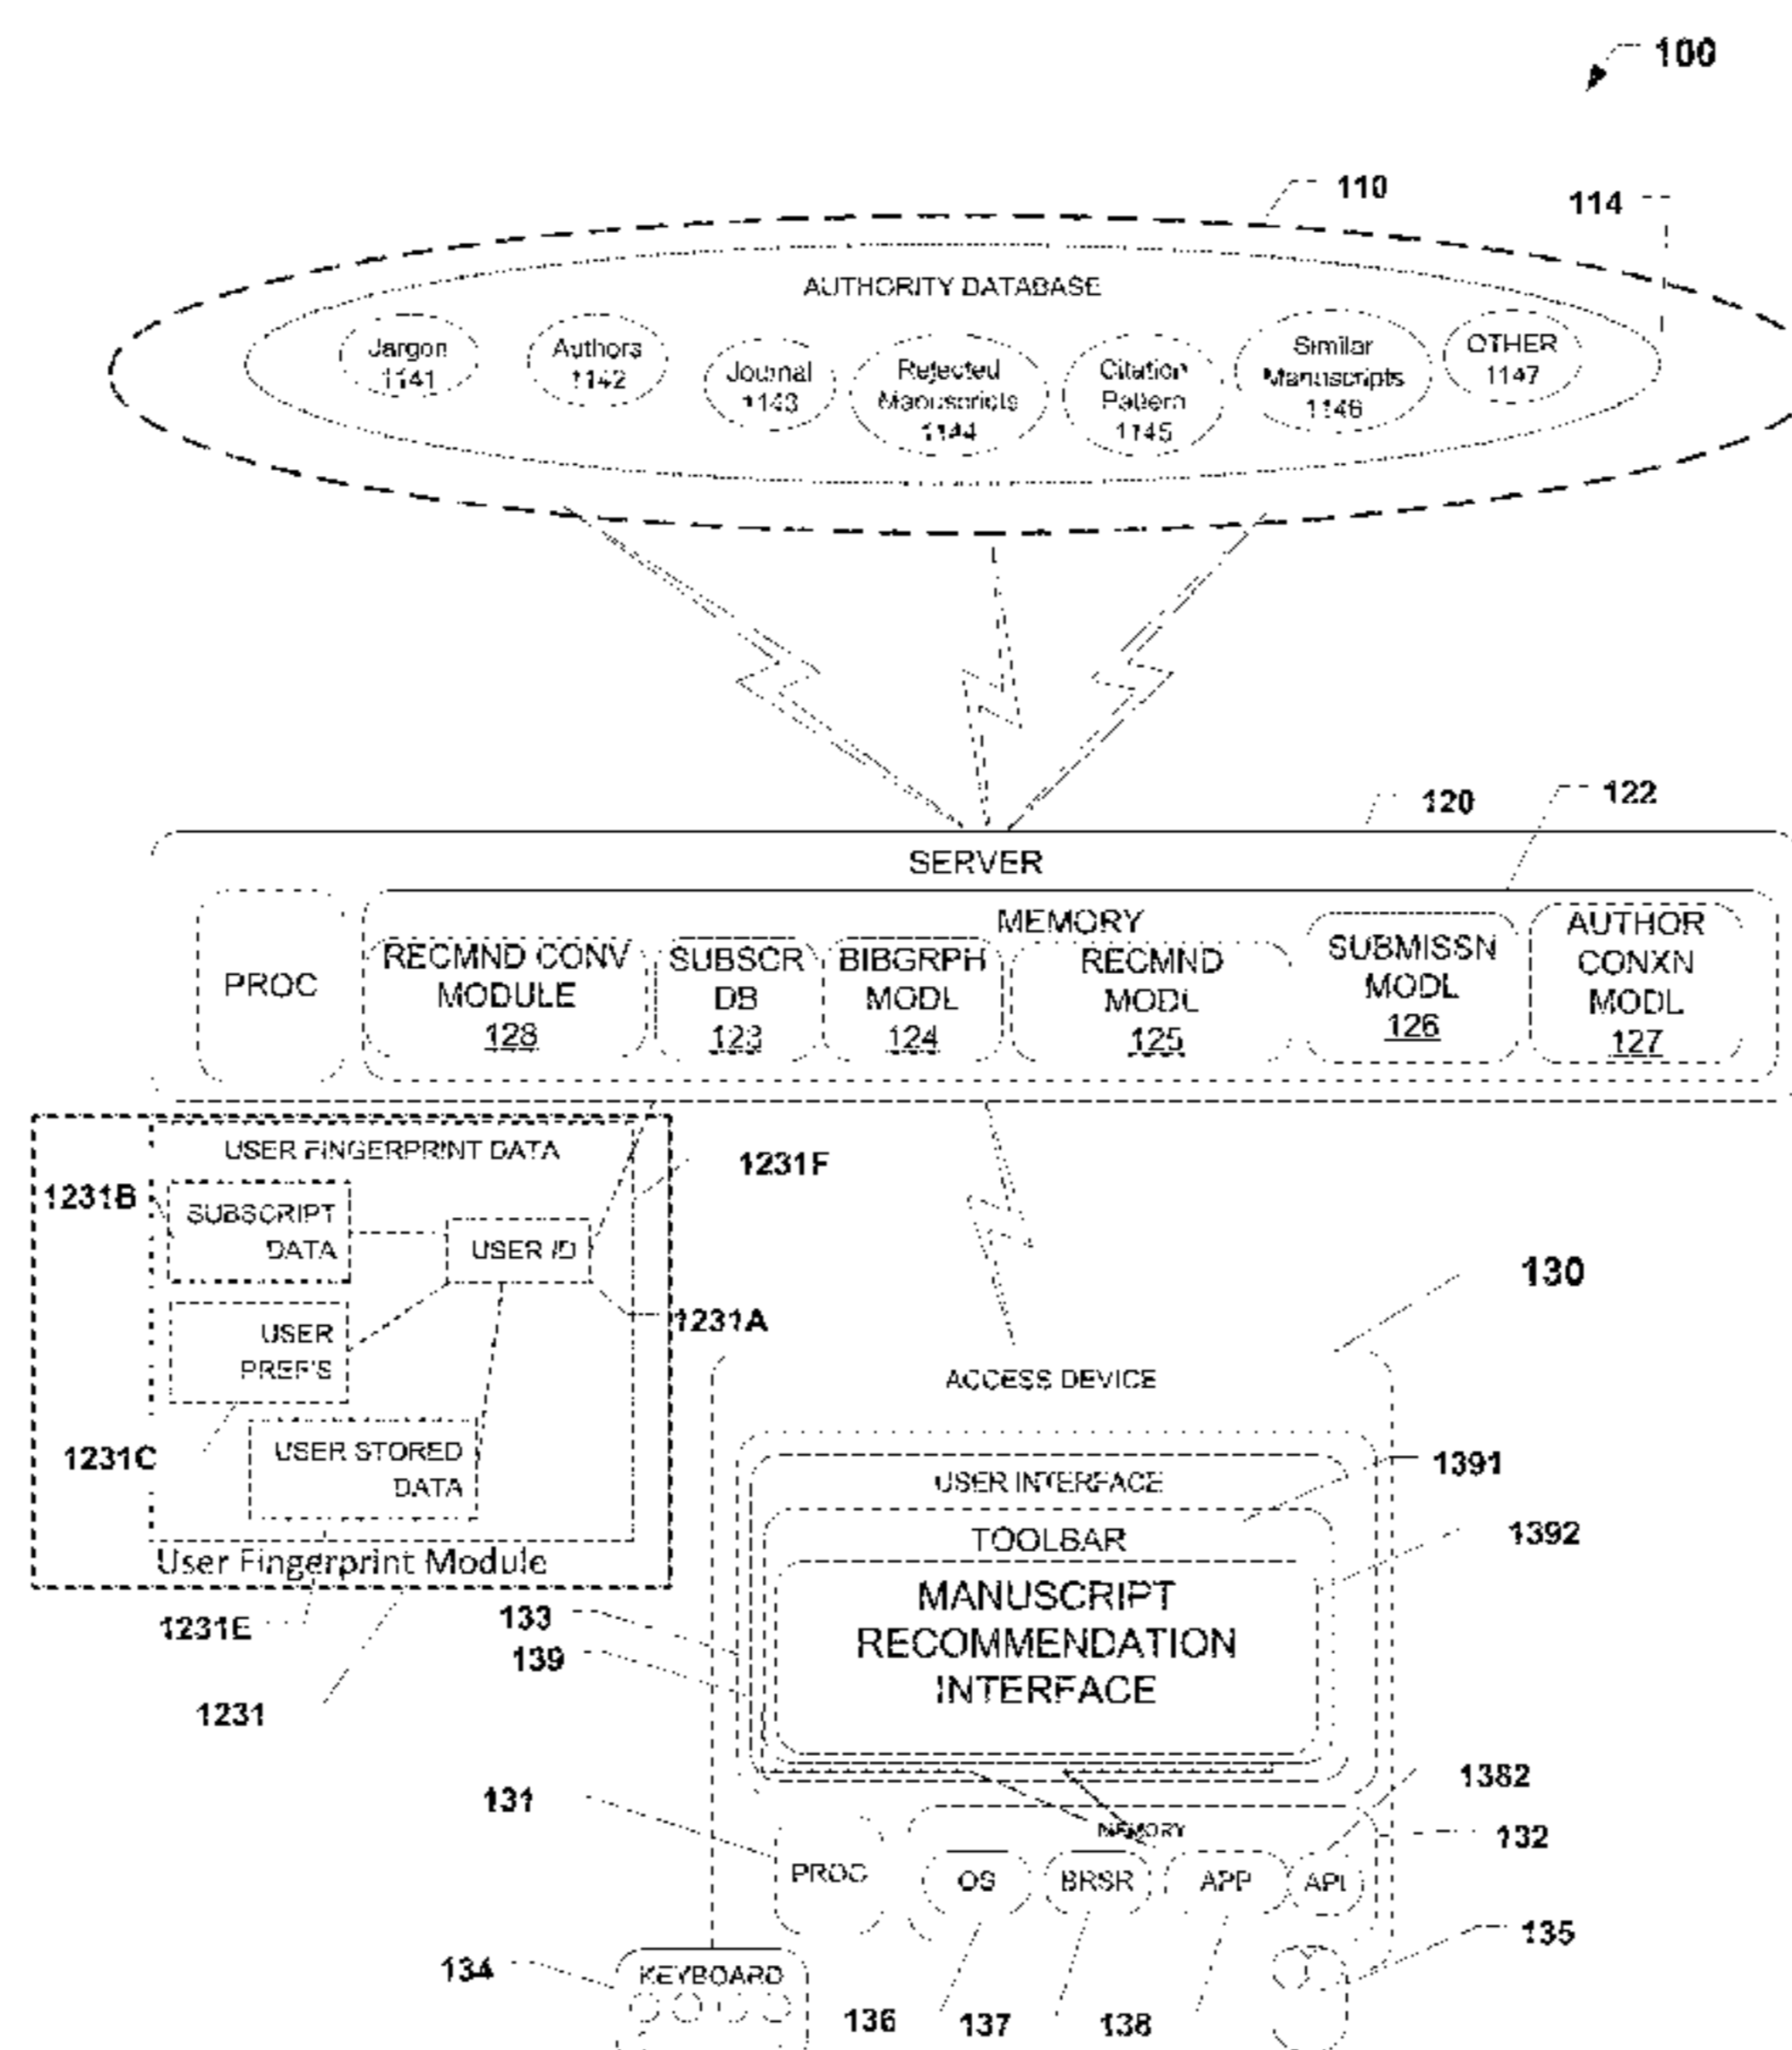 100
110
114
AUTHORITY DATABASE
Jargon
1141
Authors
1142
Journal
1143
Rejected
Manuscripts
1144
Citation
Pattern
1145
Similar
Manuscripts
1146
OTHER
1147
120
122
SERVER
PROC
MEMORY
RECMND CONV
MODULE
128
SUBSCR
DB
123
BIBGRPH
MODL
124
RECMND
MODL
125
SUBMISSN
MODL
126
AUTHOR
CONXN
MODL
127
USER FINGERPRINT DATA
1231F
1231B
SUBSCRIPT
DATA
USER ID
1231A
USER
PREF'S
1231C
USER STORED
DATA
User Fingerprint Module
1231E
1231
130
ACCESS DEVICE
USER INTERFACE
1391
TOOLBAR
1392
MANUSCRIPT
RECOMMENDATION
INTERFACE
133
139
131
1382
MEMORY
132
PROC
OS
BRSR
APP
API
135
134
KEYBOARD
136
137
138